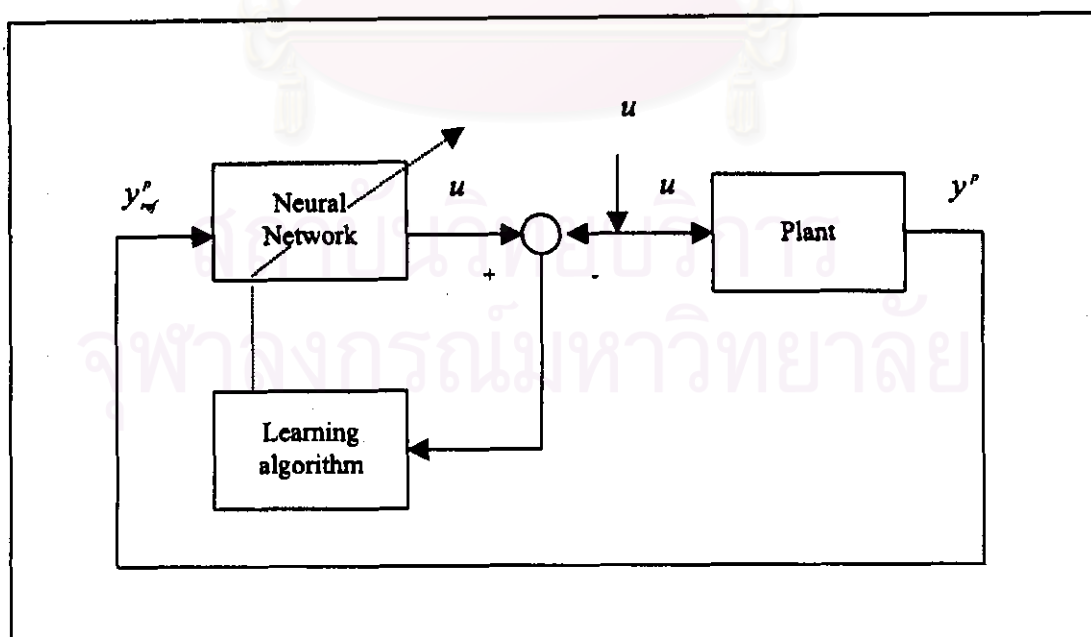 u
y^p_ref
Neural
Network
u
u
Plant
y^p
+
-
สถาบันวิทยบริการ
จุฬาลงกรณ์มหาวิทยาลัย
Learning
algorithm